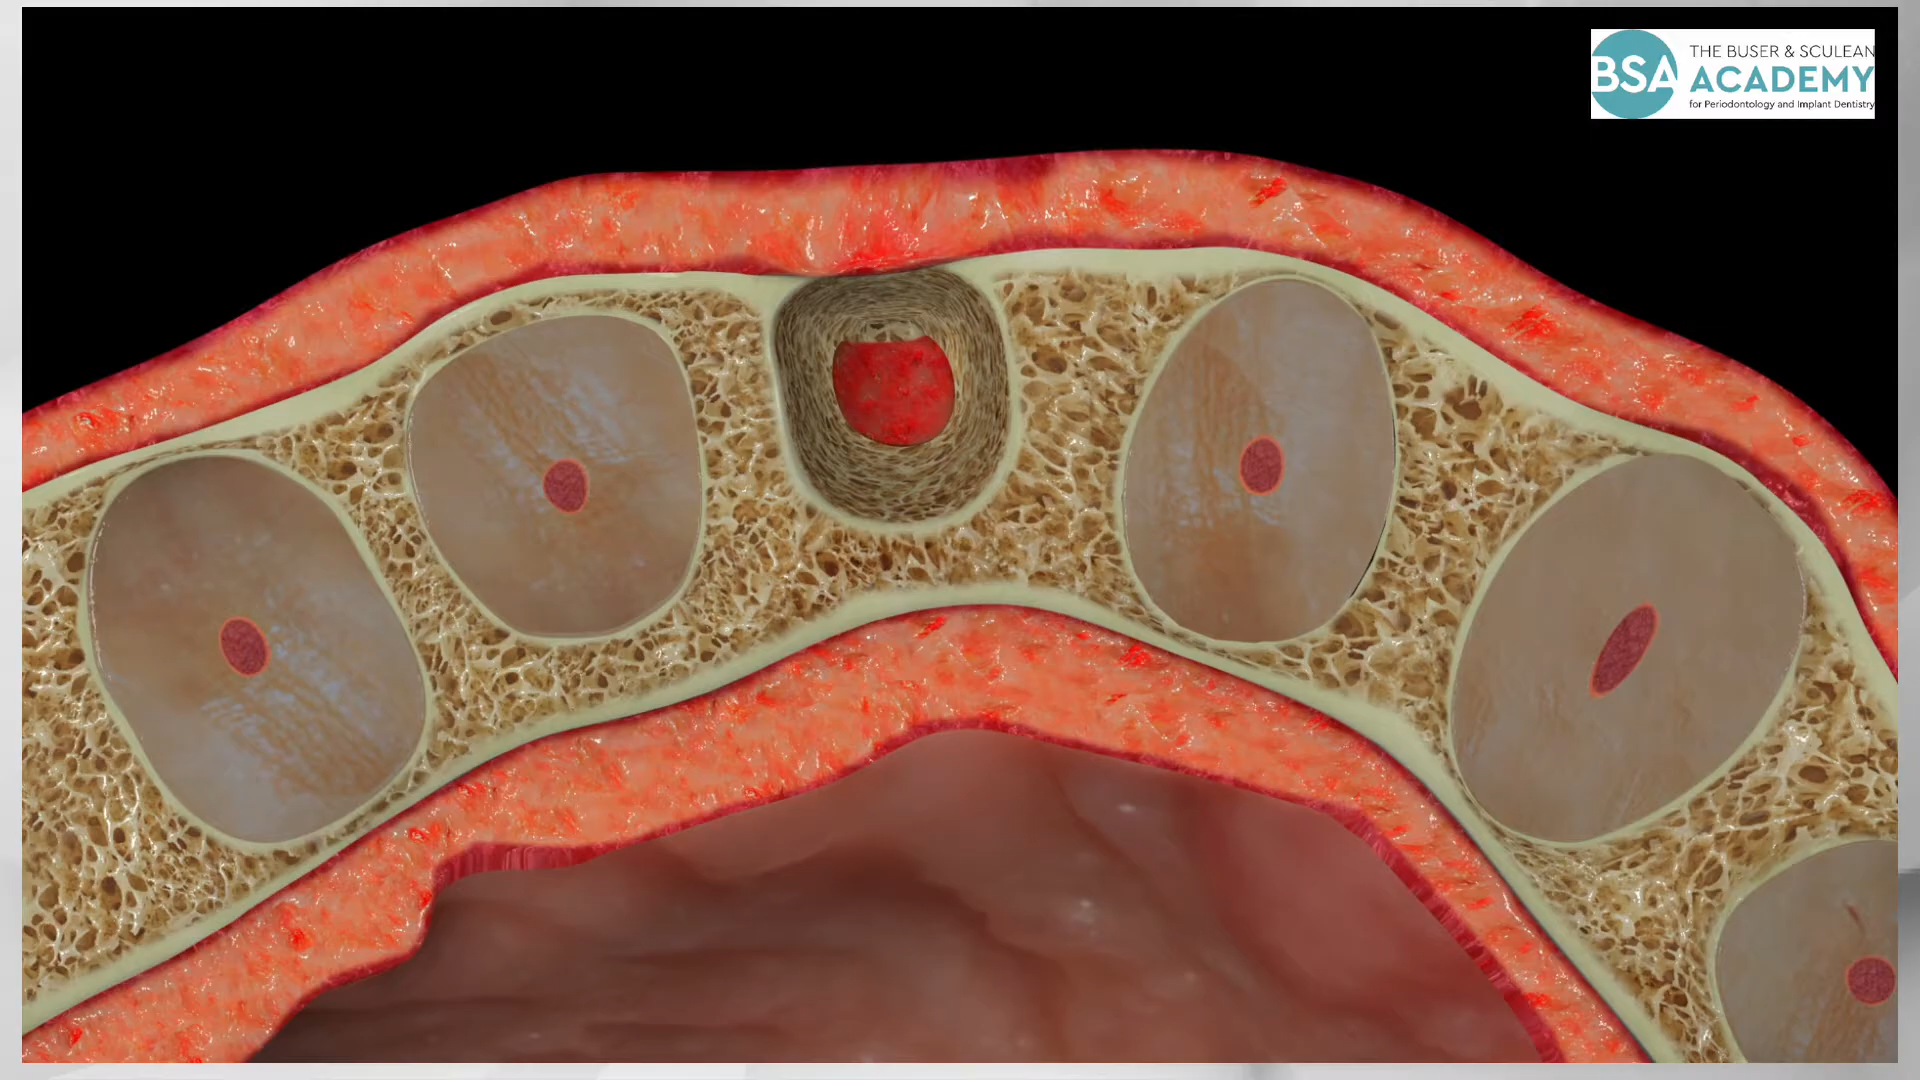 BSA
THE BUSER & SCULEAN
ACADEMY
for Periodontology and Implant Dentistry